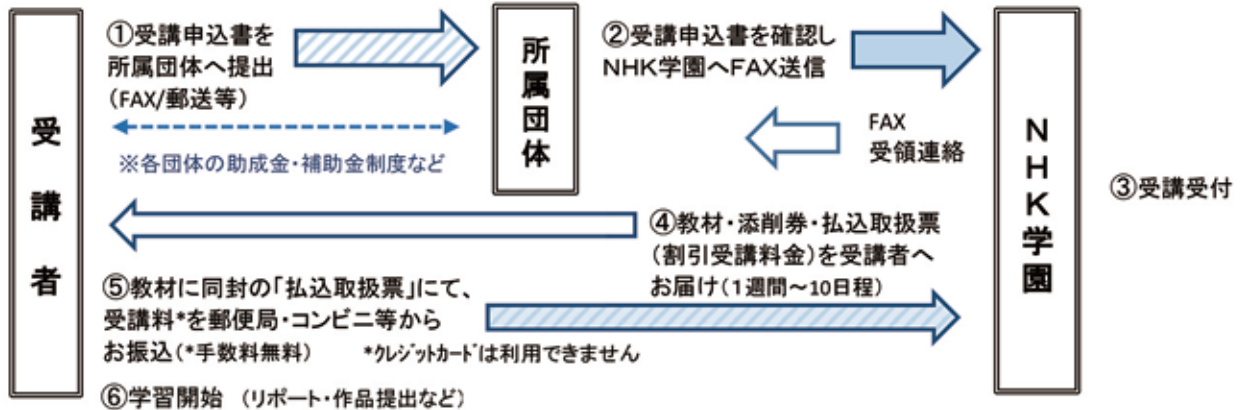 受講者
①受講申込書を
所属団体へ提出
(FAX/郵送等)
※各団体の助成金・補助金制度など
所属団体
②受講申込書を確認し
NHK学園へFAX送信
FAX
受領連絡
NHK学園
③受講受付
④教材・添削券・払込取扱票
(割引受講料金)を受講者へ
お届け(1週間～10日程)
⑤教材に同封の「払込取扱票」にて、
受講料*を郵便局・コンビニ等から
お振込(*手数料無料) *クレジットカードは利用できません
⑥学習開始 (リポート・作品提出など)